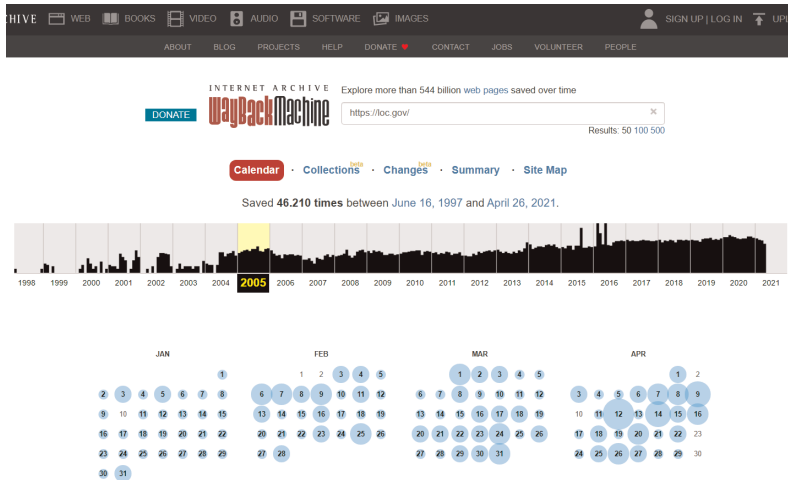 CHIVE WEB BOOKS VIDEO AUDIO SOFTWARE IMAGES SIGN UP | LOG IN UPL
ABOUT BLOG PROJECTS HELP DONATE CONTACT JOBS VOLUNTEER PEOPLE
INTERNET ARCHIVE
WayBackMachine
DONATE
Explore more than 544 billion web pages saved over time
https://loc.gov/ ×
Results: 50 100 500
Calendar · Collections beta · Changes beta · Summary · Site Map
Saved 46.210 times between June 16, 1997 and April 26, 2021.
1998 1999 2000 2001 2002 2003 2004 2005 2006 2007 2008 2009 2010 2011 2012 2013 2014 2015 2016 2017 2018 2019 2020 2021
JAN FEB MAR APR
1 1 2 3 4 5 1 2 3 4 5 1 2
2 3 4 5 6 7 8 6 7 8 9 10 11 12 6 7 8 9 10 11 12 3 4 5 6 7 8 9
9 10 11 12 13 14 15 13 14 15 16 17 18 19 13 14 15 16 17 18 19 10 11 12 13 14 15 16
16 17 18 19 20 21 22 20 21 22 23 24 25 26 20 21 22 23 24 25 26 17 18 19 20 21 22 23
23 24 25 26 27 28 29 27 28 27 28 29 30 31 24 25 26 27 28 29 30
30 31